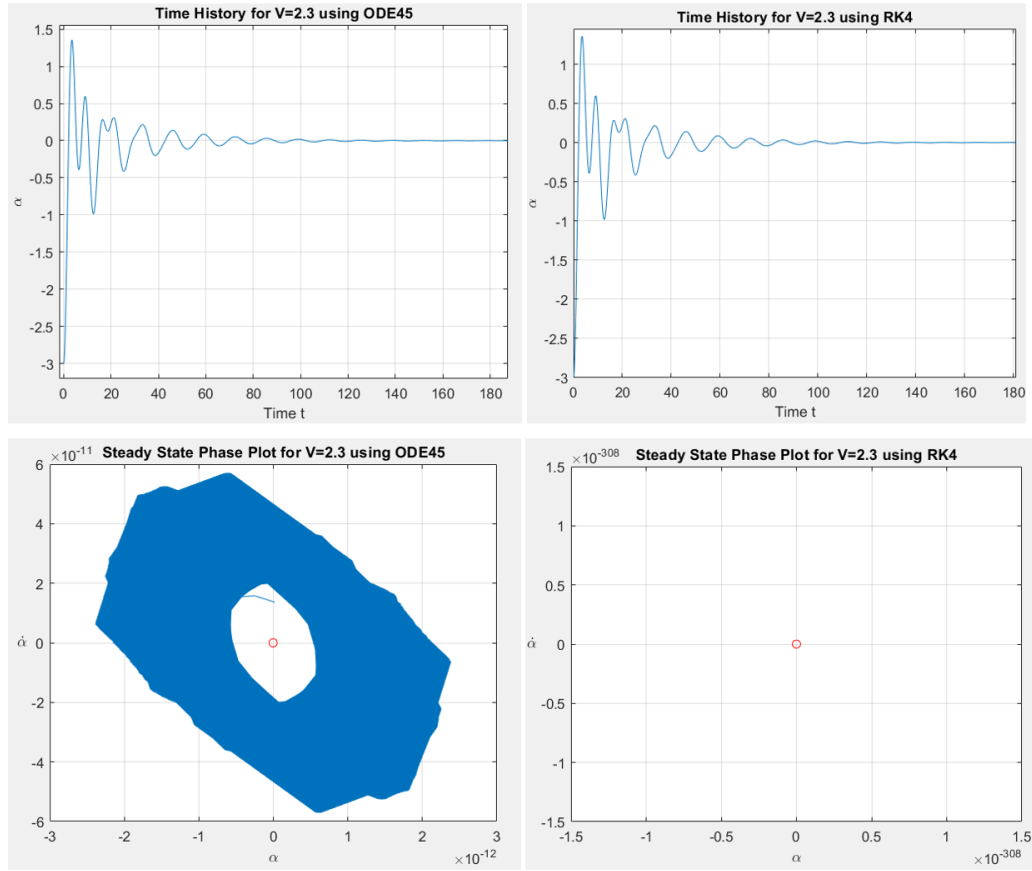 Time History for V=2.3 using ODE45
1.5
1
0.5
0
-0.5
-1
-1.5
-2
-2.5
-3
α
0 20 40 60 80 100 120 140 160 180
Time t
Time History for V=2.3 using RK4
1
0.5
0
-0.5
-1
-1.5
-2
-2.5
-3
α
0 20 40 60 80 100 120 140 160 180
Time t
×10⁻¹¹
Steady State Phase Plot for V=2.3 using ODE45
6
4
2
0
-2
-4
-6
α̇
-3 -2 -1 0 1 2 3
α
×10⁻¹²
×10⁻³⁰⁸
Steady State Phase Plot for V=2.3 using RK4
1.5
1
0.5
0
-0.5
-1
-1.5
α̇
-1.5 -1 -0.5 0 0.5 1 1.5
α
×10⁻³⁰⁸